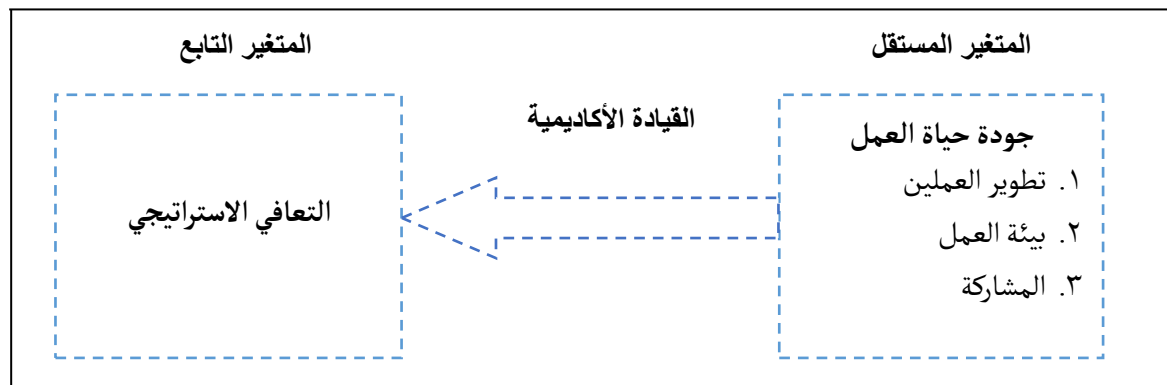 المتغير المستقل
المتغير التابع
جودة حياة العمل
١. تطوير العملين
٢. بيئة العمل
٣. المشاركة
القيادة الأكاديمية
التعافي الاستراتيجي